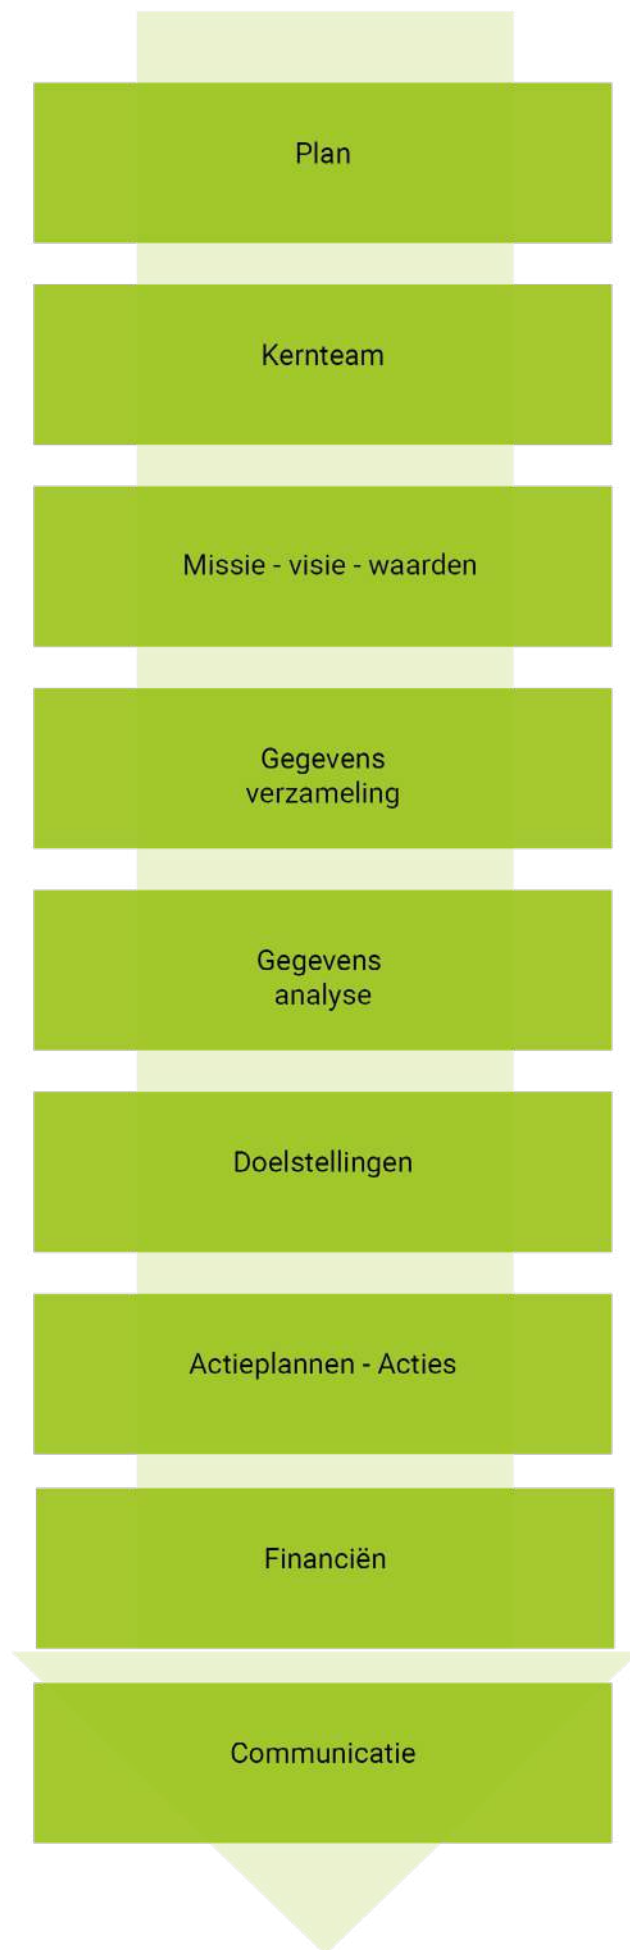 Plan
Kernteam
Missie - visie - waarden
Gegevens
verzameling
Gegevens
analyse
Doelstellingen
Actieplannen - Acties
Financiën
Communicatie